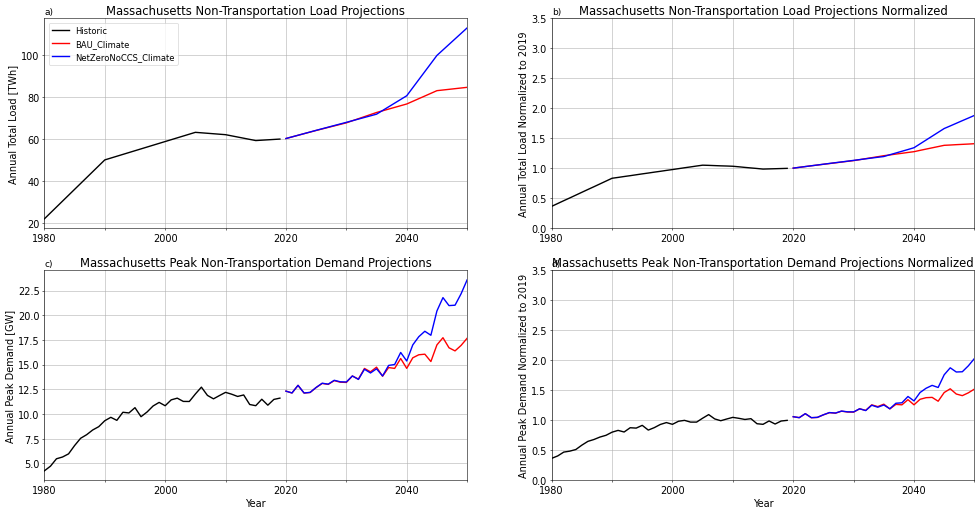 a)
Massachusetts Non-Transportation Load Projections
Annual Total Load [TWh]
100
80
60
40
20
Historic
BAU_Climate
NetZeroNoCCS_Climate
1980 2000 2020 2040
b)
Massachusetts Non-Transportation Load Projections Normalized
Annual Total Load Normalized to 2019
3.5
3.0
2.5
2.0
1.5
1.0
0.5
0.0
1980 2000 2020 2040
c)
Massachusetts Peak Non-Transportation Demand Projections
Annual Peak Demand [GW]
22.5
20.0
17.5
15.0
12.5
10.0
7.5
5.0
1980 2000 2020 2040
Year
Massachusetts Peak Non-Transportation Demand Projections Normalized
Annual Peak Demand Normalized to 2019
3.5
3.0
2.5
2.0
1.5
1.0
0.5
0.0
1980 2000 2020 2040
Year